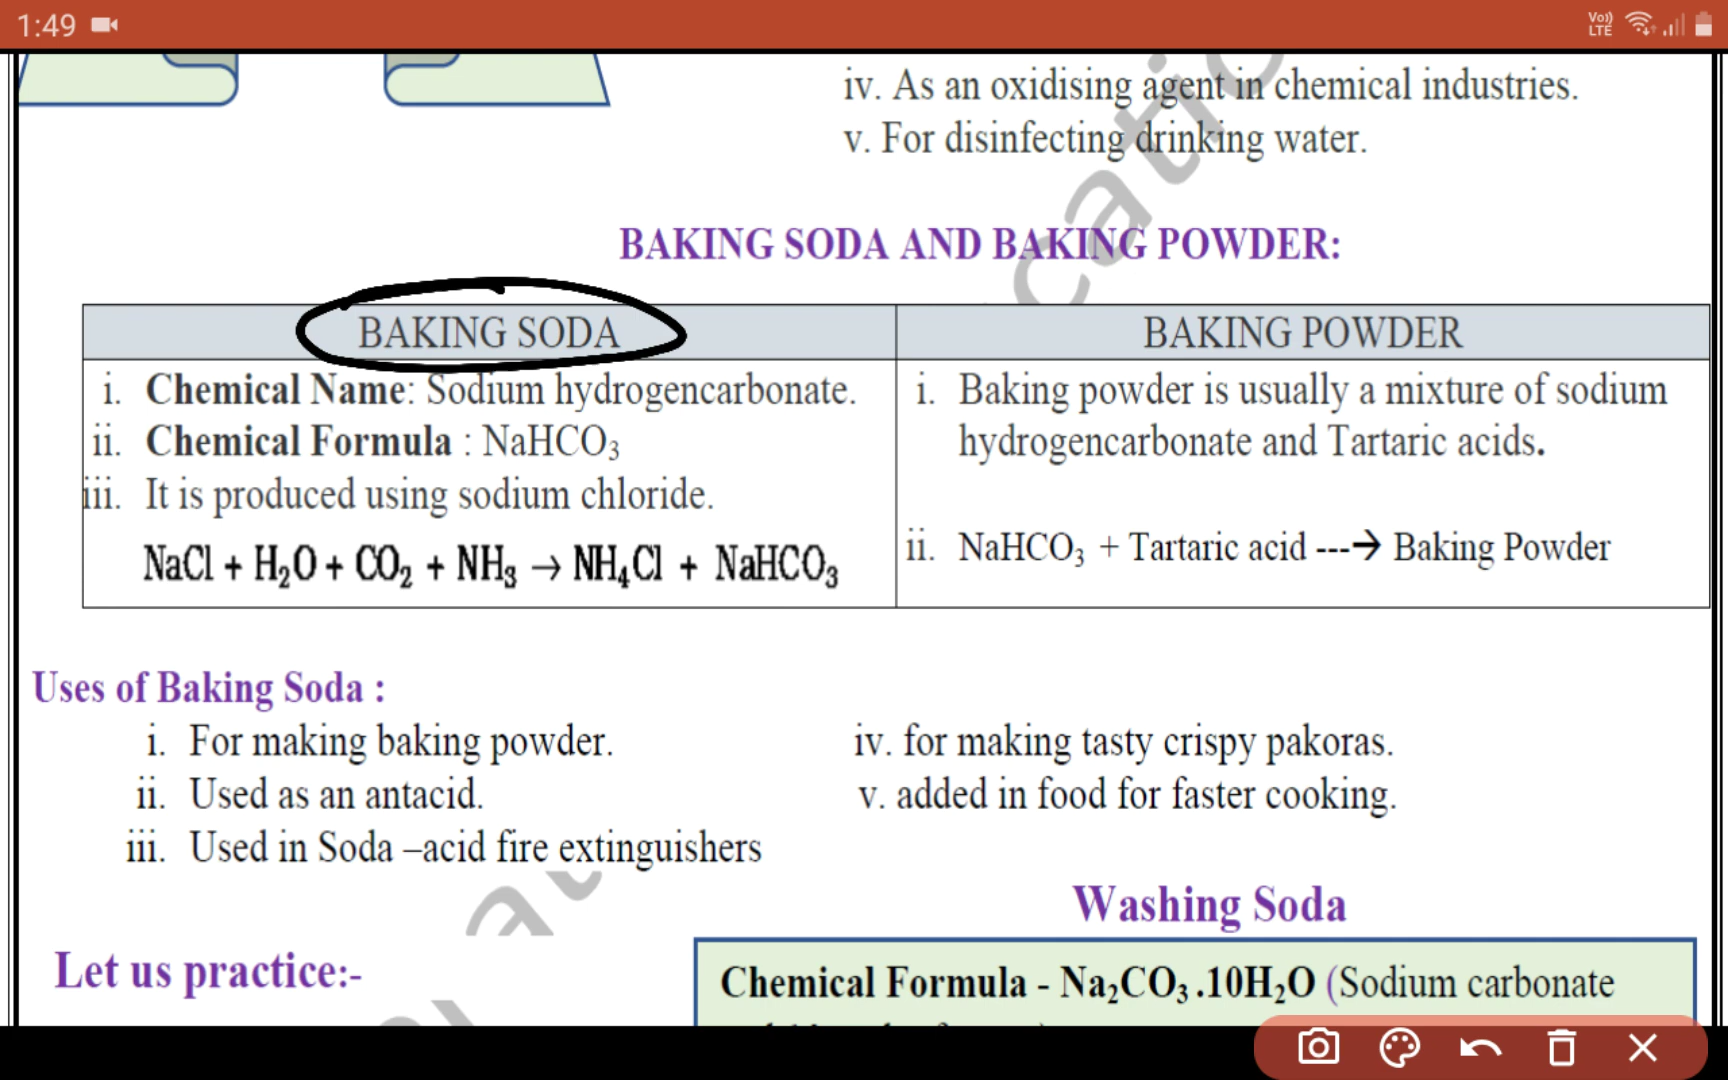 1:49
Vo)) LTE
iv. As an oxidising agent in chemical industries.
v. For disinfecting drinking water.
BAKING SODA AND BAKING POWDER:
BAKING SODA
i. Chemical Name: Sodium hydrogencarbonate.
ii. Chemical Formula : NaHCO₃
iii. It is produced using sodium chloride.
NaCl + H₂O + CO₂ + NH₃ → NH₄Cl + NaHCO₃
BAKING POWDER
i. Baking powder is usually a mixture of sodium
hydrogencarbonate and Tartaric acids.
ii. NaHCO₃ + Tartaric acid ---→ Baking Powder
Uses of Baking Soda :
i. For making baking powder.
ii. Used as an antacid.
iii. Used in Soda –acid fire extinguishers
iv. for making tasty crispy pakoras.
v. added in food for faster cooking.
Washing Soda
Let us practice:-
Chemical Formula - Na₂CO₃.10H₂O (Sodium carbonate